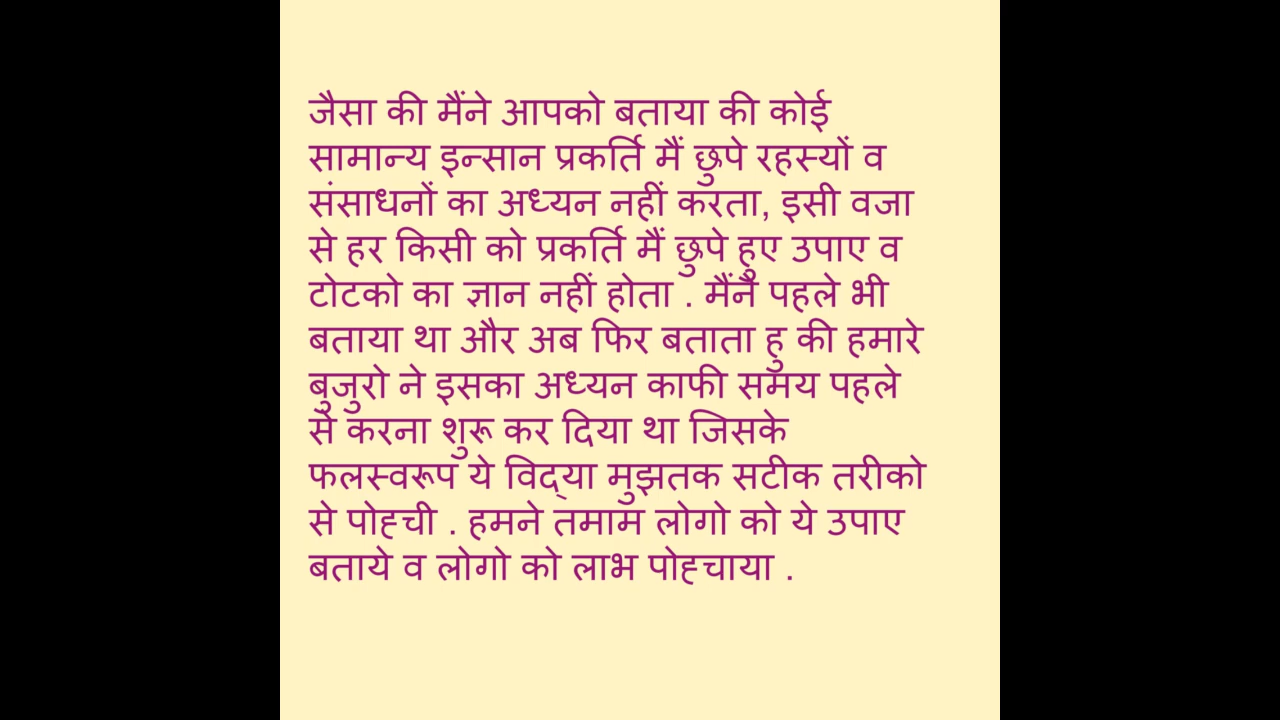 जैसा की मैंने आपको बताया की कोई
सामान्य इन्सान प्रकर्ति मैं छुपे रहस्यों व
संसाधनों का अध्यन नहीं करता, इसी वजा
से हर किसी को प्रकर्ति मैं छुपे हुए उपाए व
टोटको का ज्ञान नहीं होता . मैंनै पहले भी
बताया था और अब फिर बताता हु की हमारे
बुजुरो ने इसका अध्यन काफी समय पहले
से करना शुरू कर दिया था जिसके
फलस्वरूप ये विद्या मुझतक सटीक तरीको
से पोह्ची . हमने तमाम लोगो को ये उपाए
बताये व लोगो को लाभ पोह्चाया .